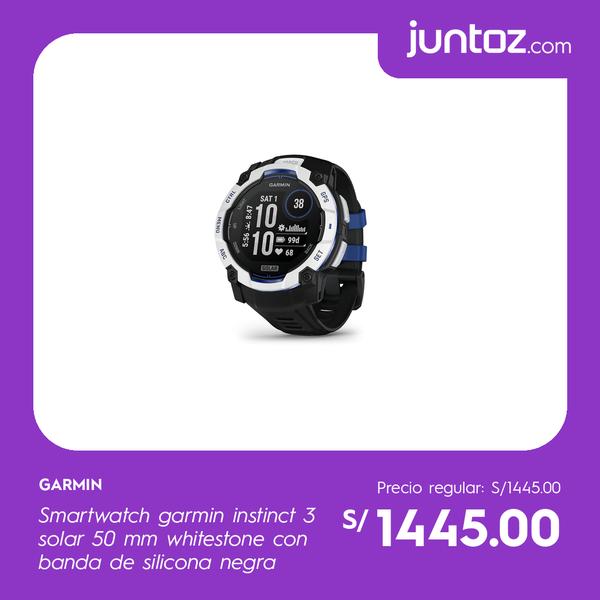 juntoz.com
GARMIN
CTRL
GPS
MENU
SET
ABC
SAT 1
38
10
10
5:56
8:47
99d
68
SOLAR
GARMIN
Smartwatch garmin instinct 3
solar 50 mm whitestone con
banda de silicona negra
Precio regular: S/1445.00
S/1445.00